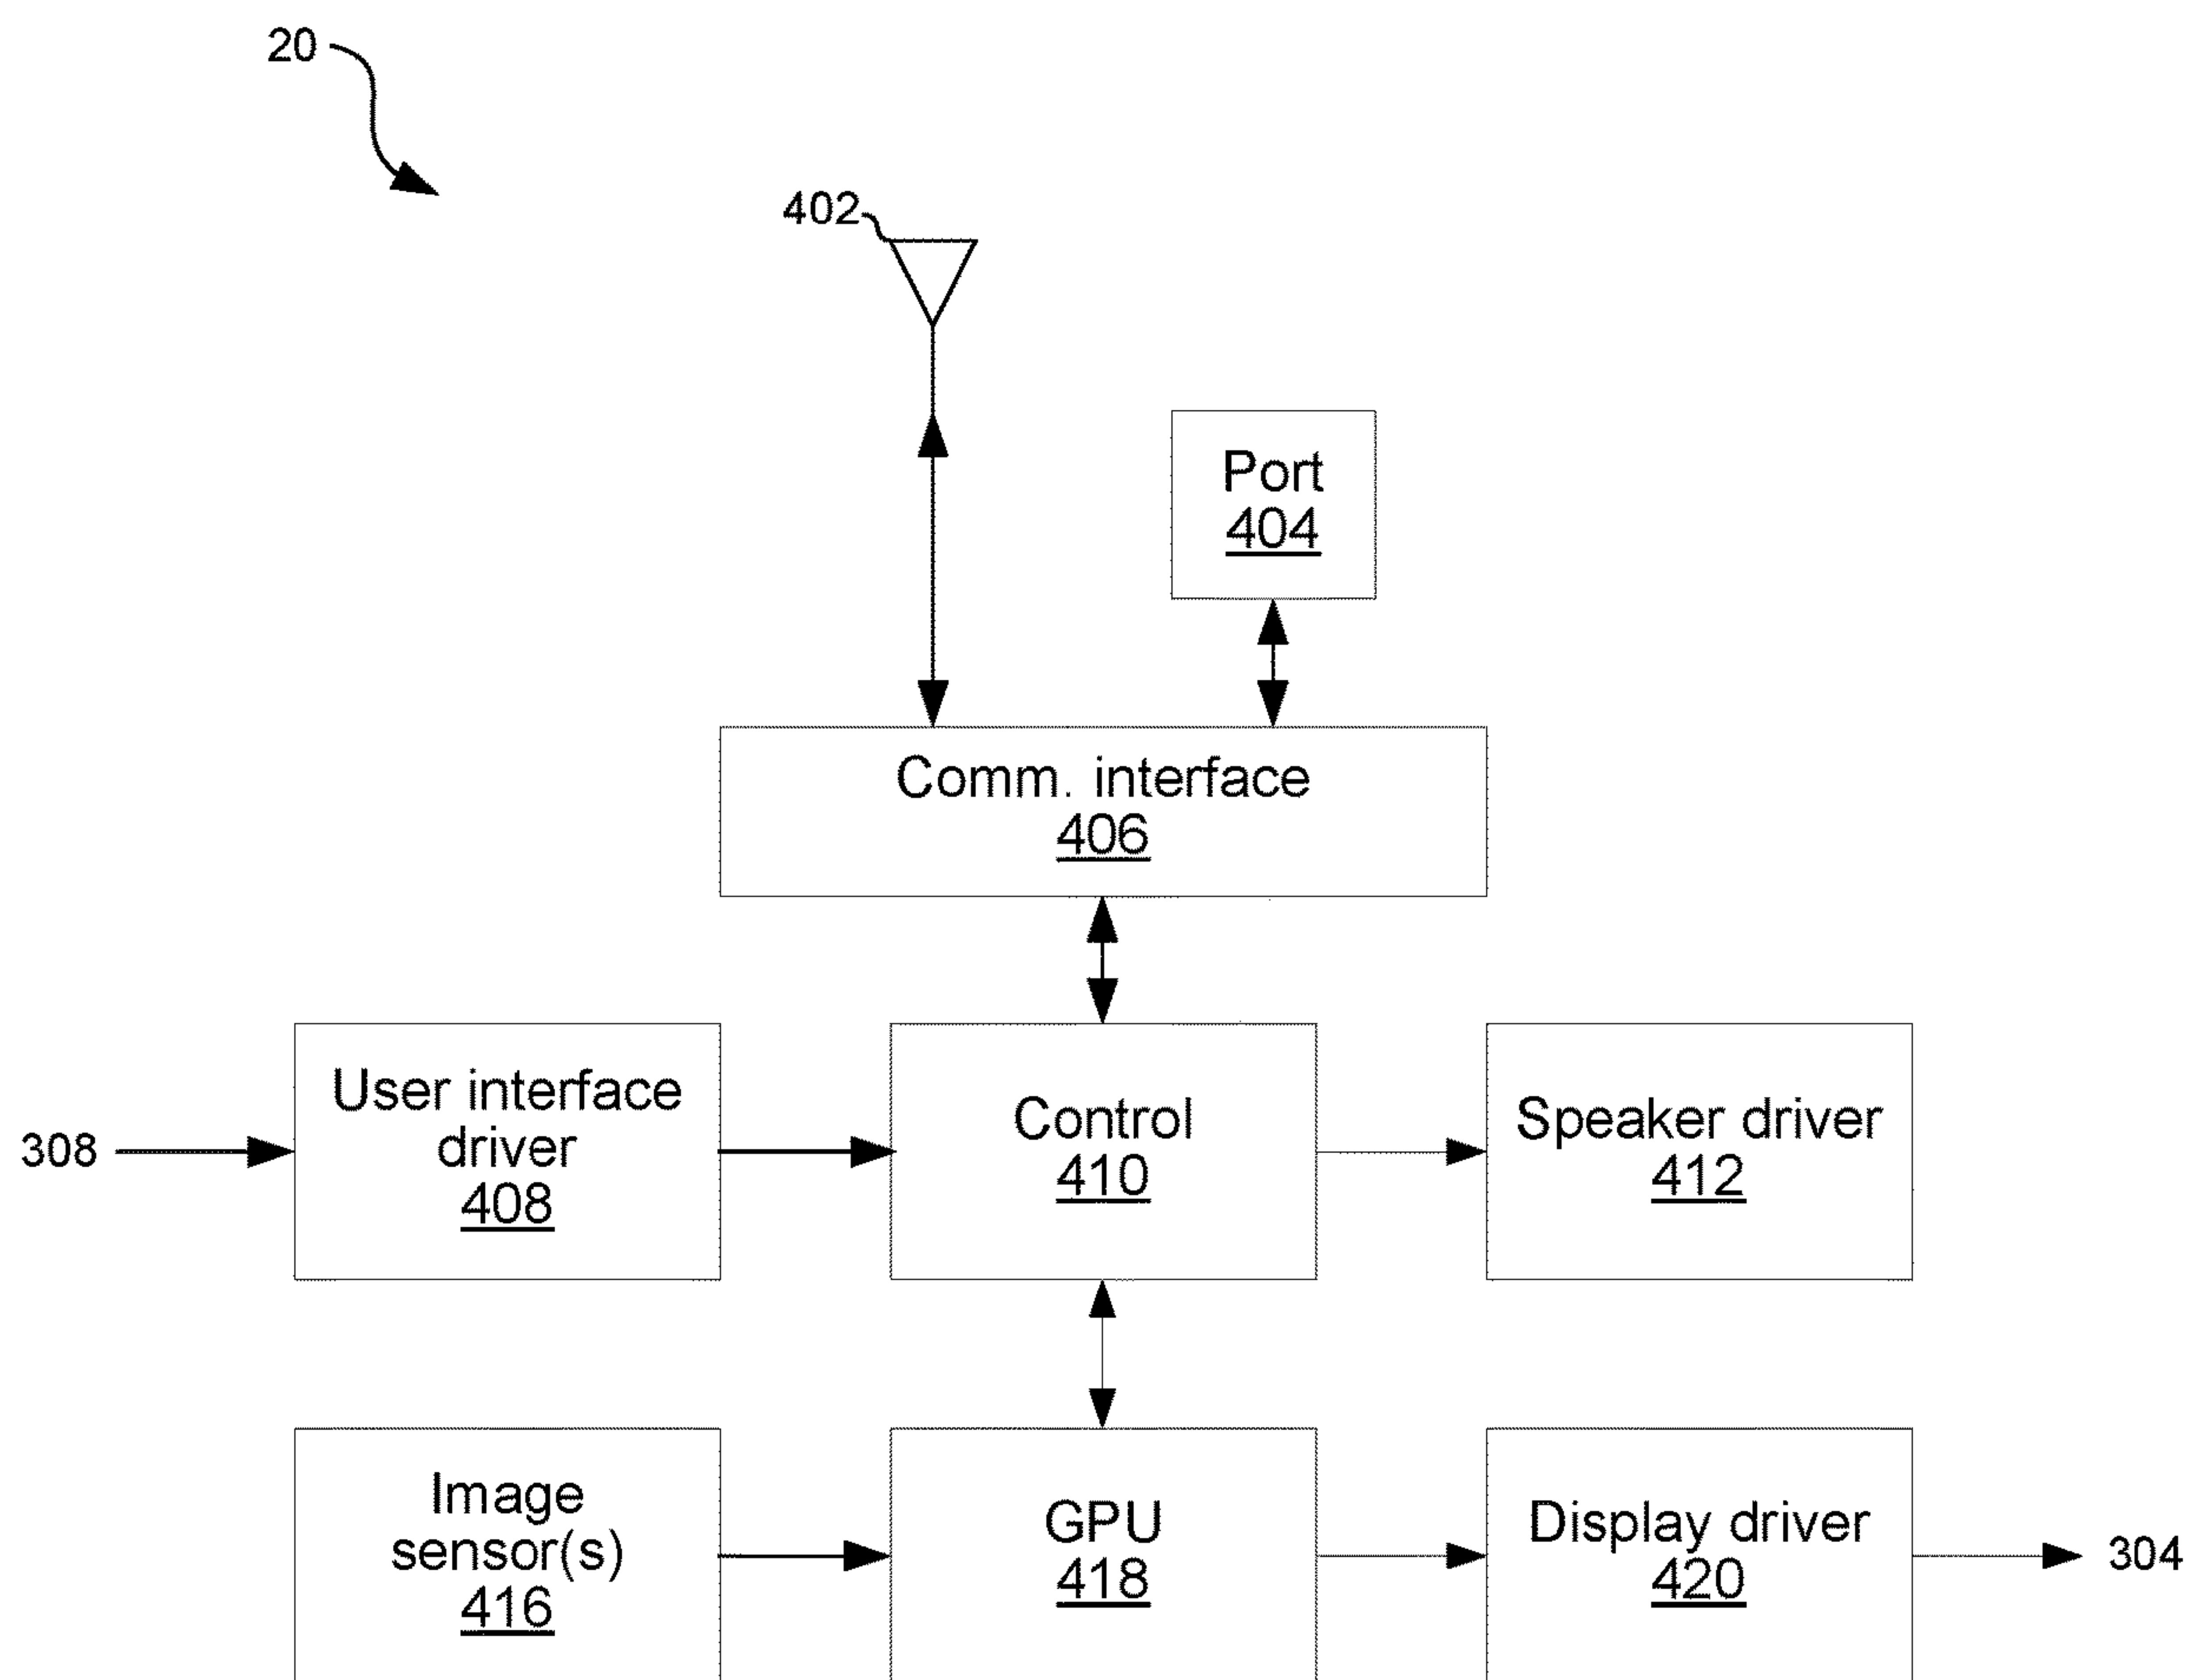 20
402
Port
404
Comm. interface
406
User interface
driver
408
308
Control
410
Speaker driver
412
Image
sensor(s)
416
GPU
418
Display driver
420
304